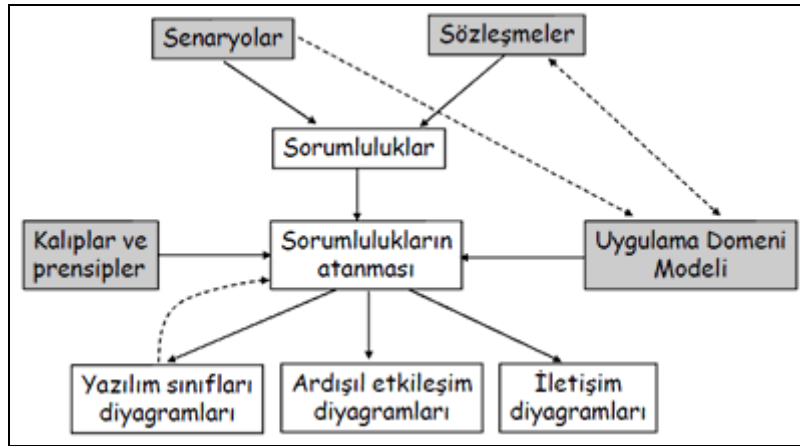 Senaryolar
Sözleşmeler
Sorumluluklar
Kalıplar ve
prensipler
Sorumlulukların
atanması
Uygulama Domeni
Modeli
Yazılım sınıfları
diyagramları
Ardışıl etkileşim
diyagramları
İletişim
diyagramları